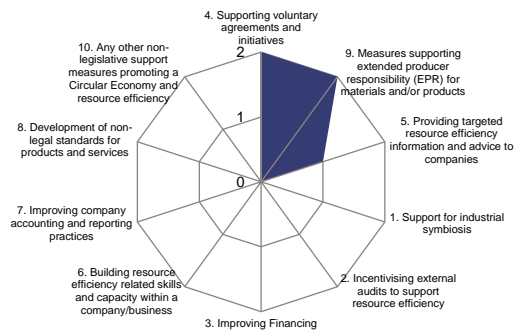 4. Supporting voluntary
agreements and
initiatives
9. Measures supporting
extended producer
responsibility (EPR) for
materials and/or products
5. Providing targeted
resource efficiency
information and advice to
companies
1. Support for industrial
symbiosis
2. Incentivising external
audits to support
resource efficiency
3. Improving Financing
6. Building resource
efficiency related skills
and capacity within a
company/business
7. Improving company
accounting and reporting
practices
8. Development of non-
legal standards for
products and services
10. Any other non-
legislative support
measures promoting a
Circular Economy and
resource efficiency
2
1
0